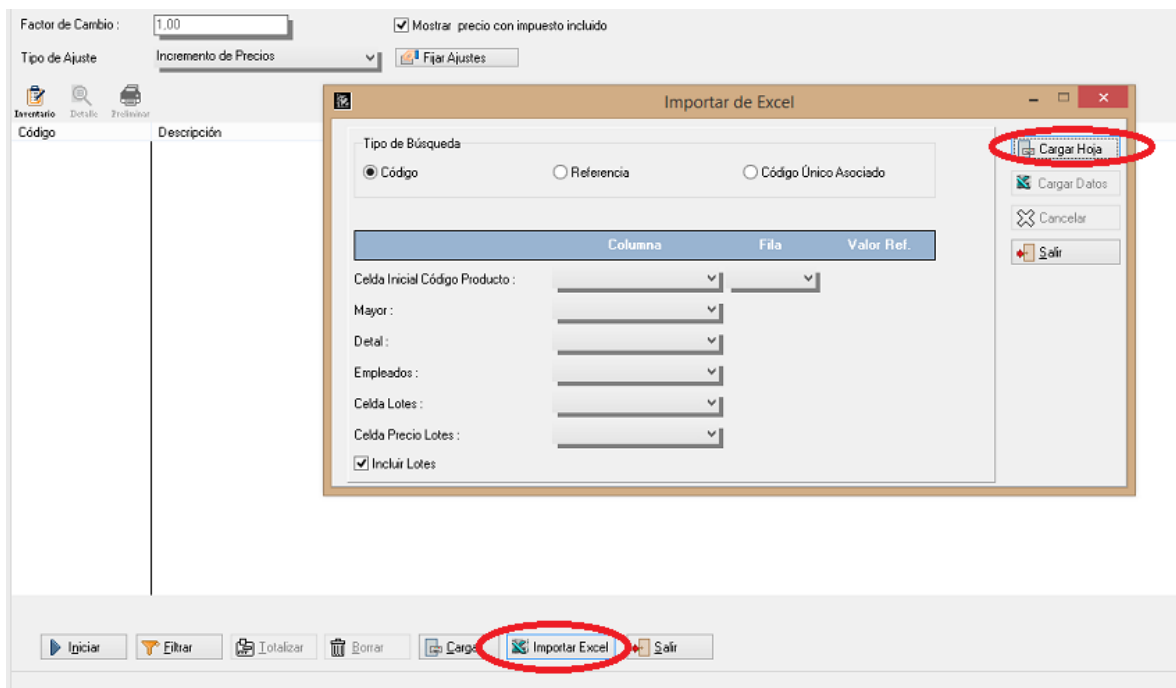 Factor de Cambio :
1,00
Mostrar precio con impuesto incluido
Tipo de Ajuste
Incremento de Precios
Fijar Ajustes
Inventario
Detalle
Preliminar
Código
Descripción
Importar de Excel
Tipo de Búsqueda
Código
Referencia
Código Único Asociado
Columna
Fila
Valor Ref.
Celda Inicial Código Producto :
Mayor :
Detal :
Empleados :
Celda Lotes :
Celda Precio Lotes :
Incluir Lotes
Cargar Hoja
Cargar Datos
Cancelar
Salir
Iniciar
Filtrar
Totalizar
Borrar
Carga
Importar Excel
Salir